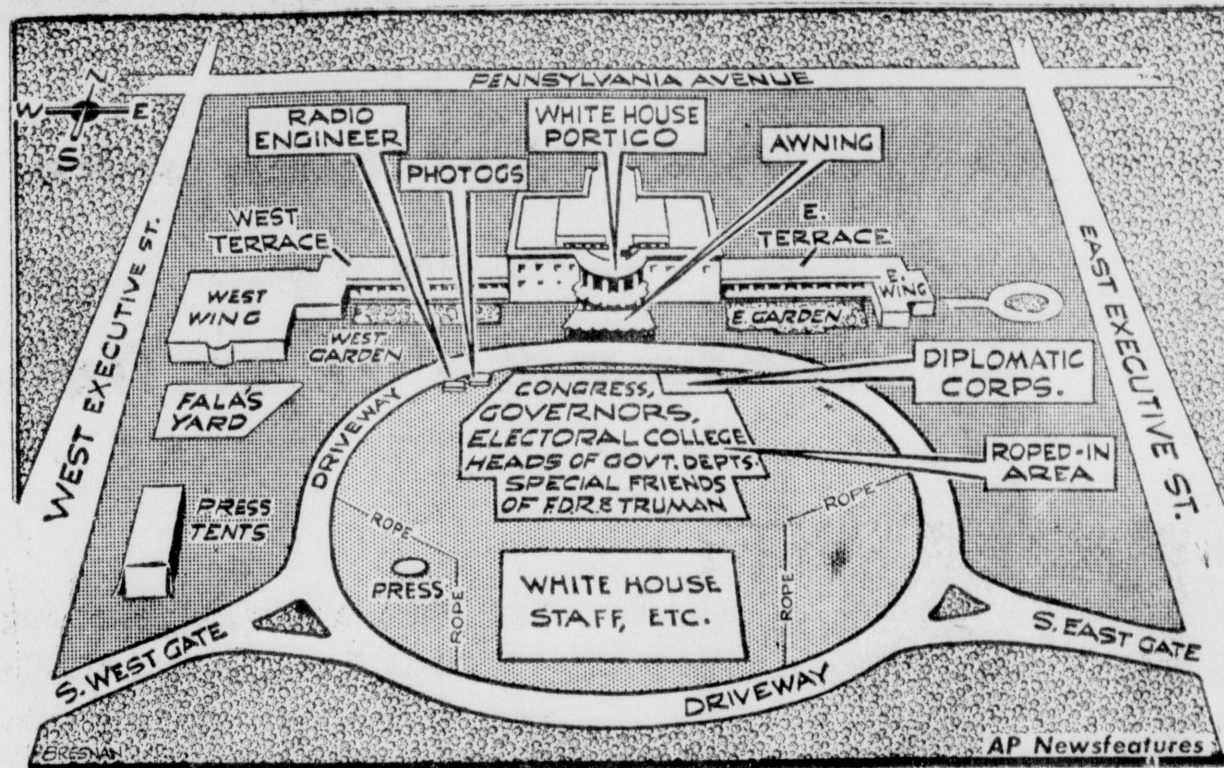 PENNSYLVANIA AVENUE
N
W
E
S
RADIO
ENGINEER
WHITE HOUSE
PORTICO
AWNING
PHOTOGS
WEST
TERRACE
E.
TERRACE
WEST EXECUTIVE ST.
EAST EXECUTIVE ST.
WEST
WING
E.
WING
WEST
GARDEN
E. GARDEN
FALA'S
YARD
DRIVEWAY
CONGRESS,
GOVERNORS,
ELECTORAL COLLEGE
HEADS OF GOVT. DEPTS.
SPECIAL FRIENDS
OF F.D.R. & TRUMAN
DIPLOMATIC
CORPS.
ROPED-IN
AREA
PRESS
TENTS
ROPE
ROPE
PRESS
ROPE
ROPE
WHITE HOUSE
STAFF, ETC.
S. WEST GATE
S. EAST GATE
DRIVEWAY
BRESNAN
AP Newsfeatures